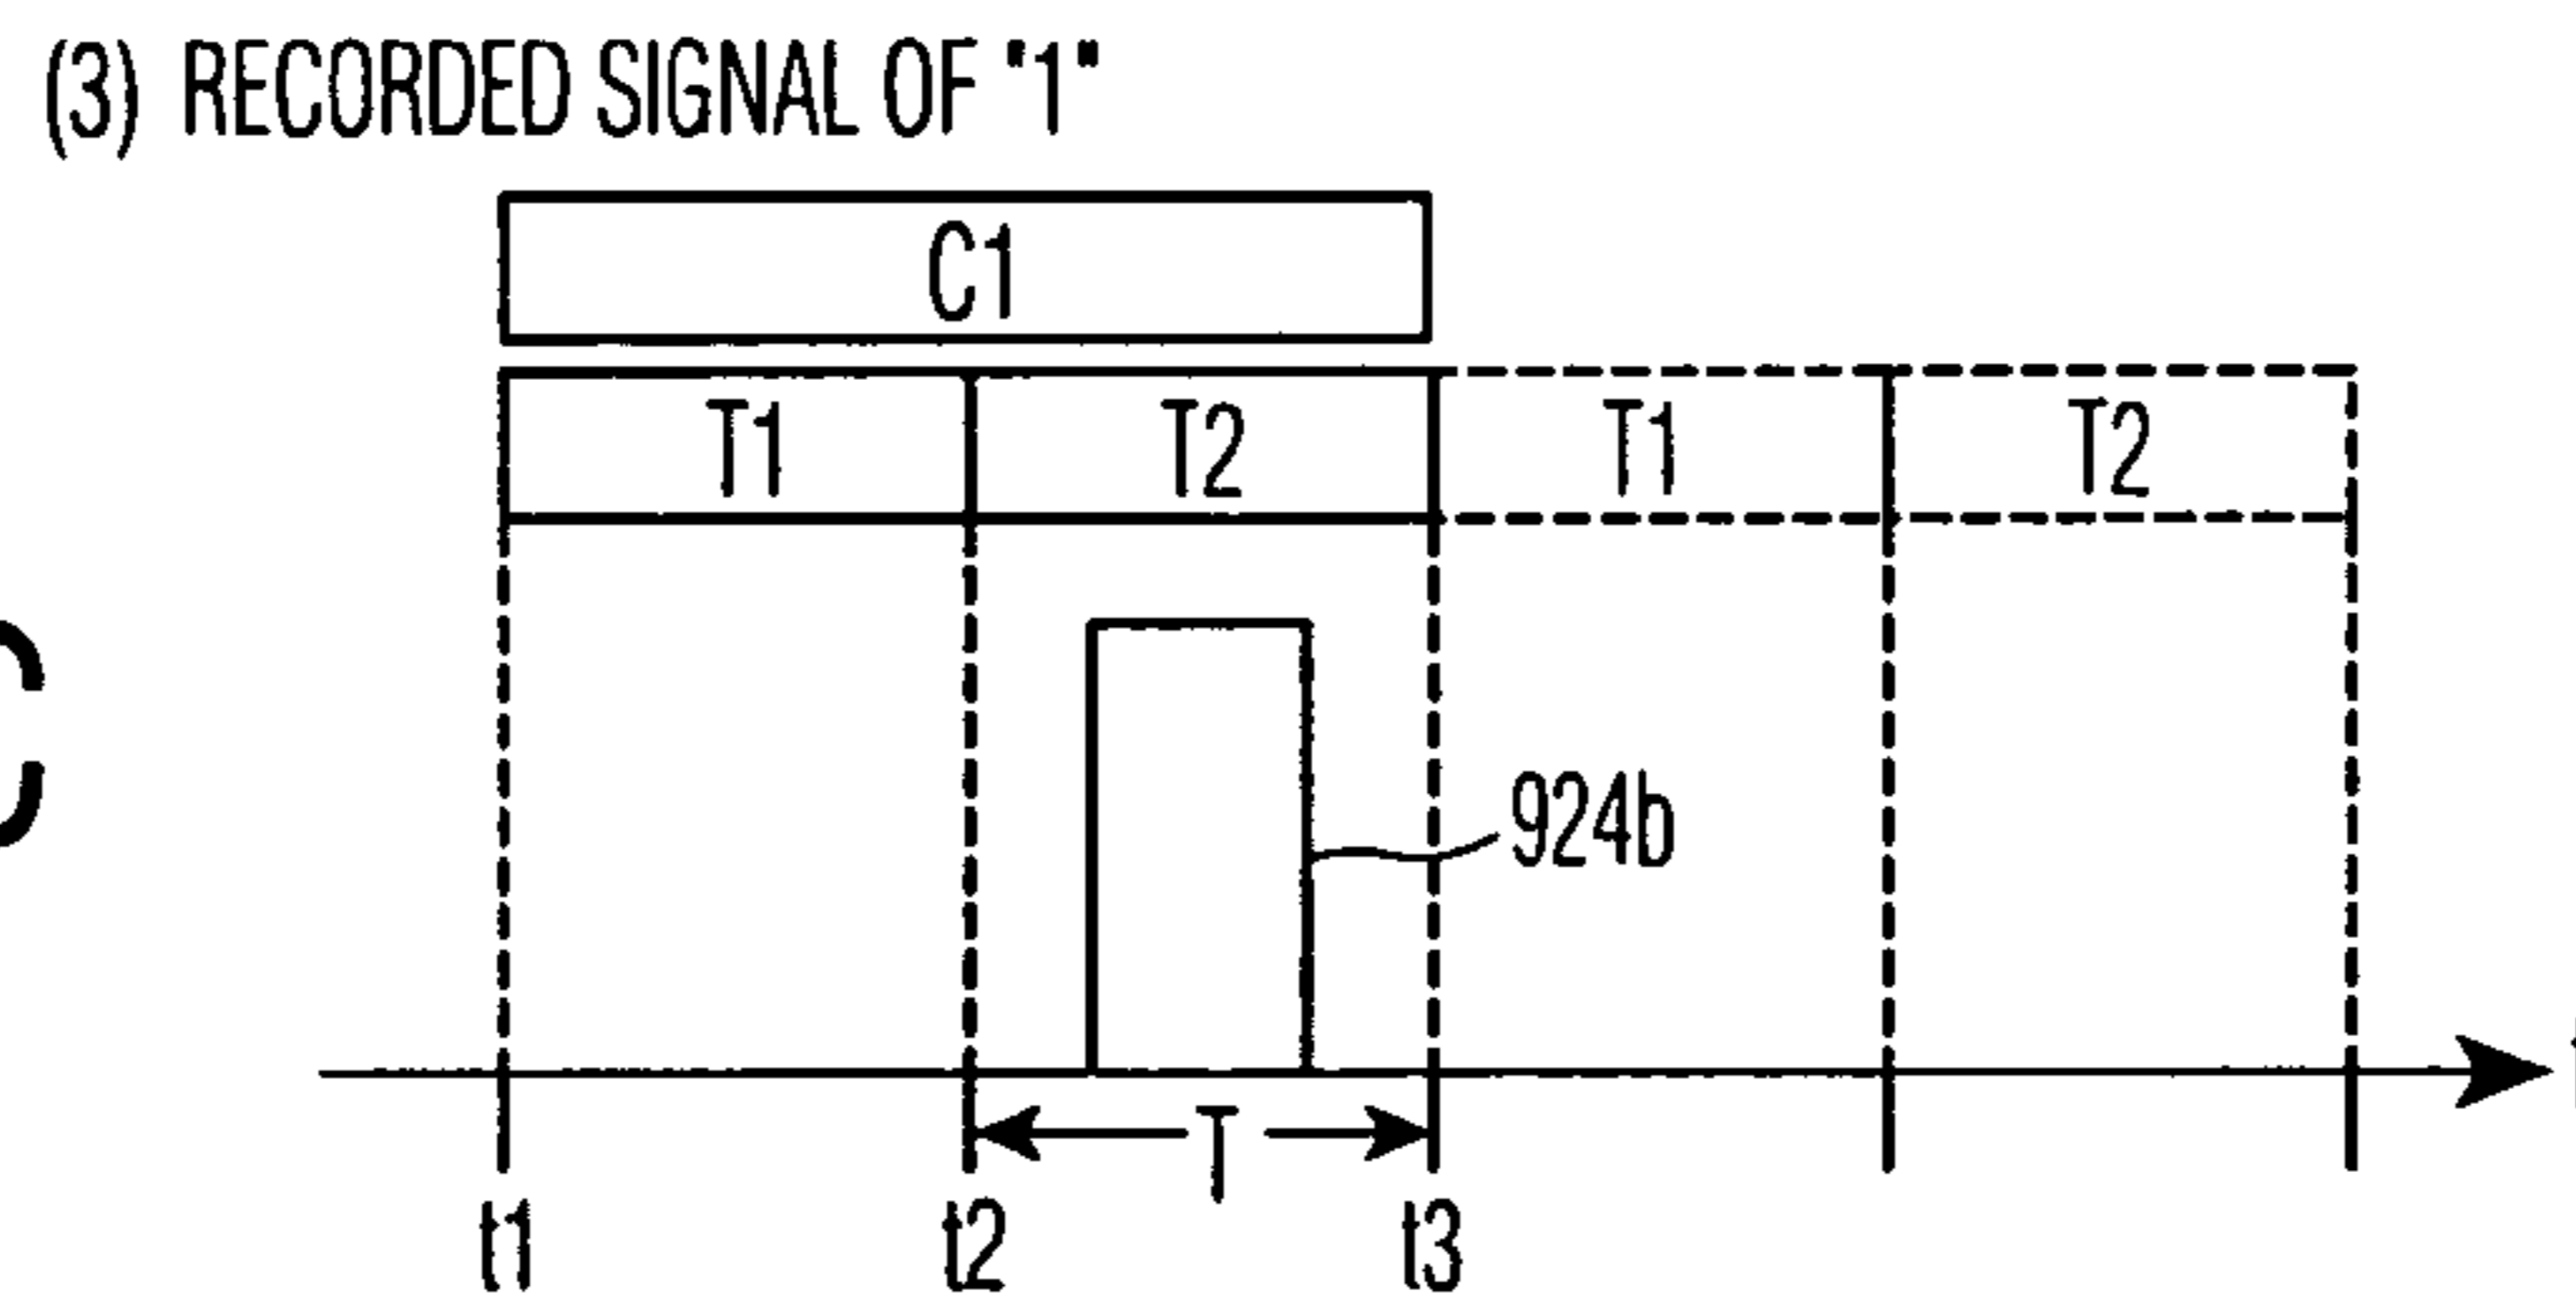 (3) RECORDED SIGNAL OF "1"
C1
T1 T2 T1 T2
924b
T
t1 t2 t3